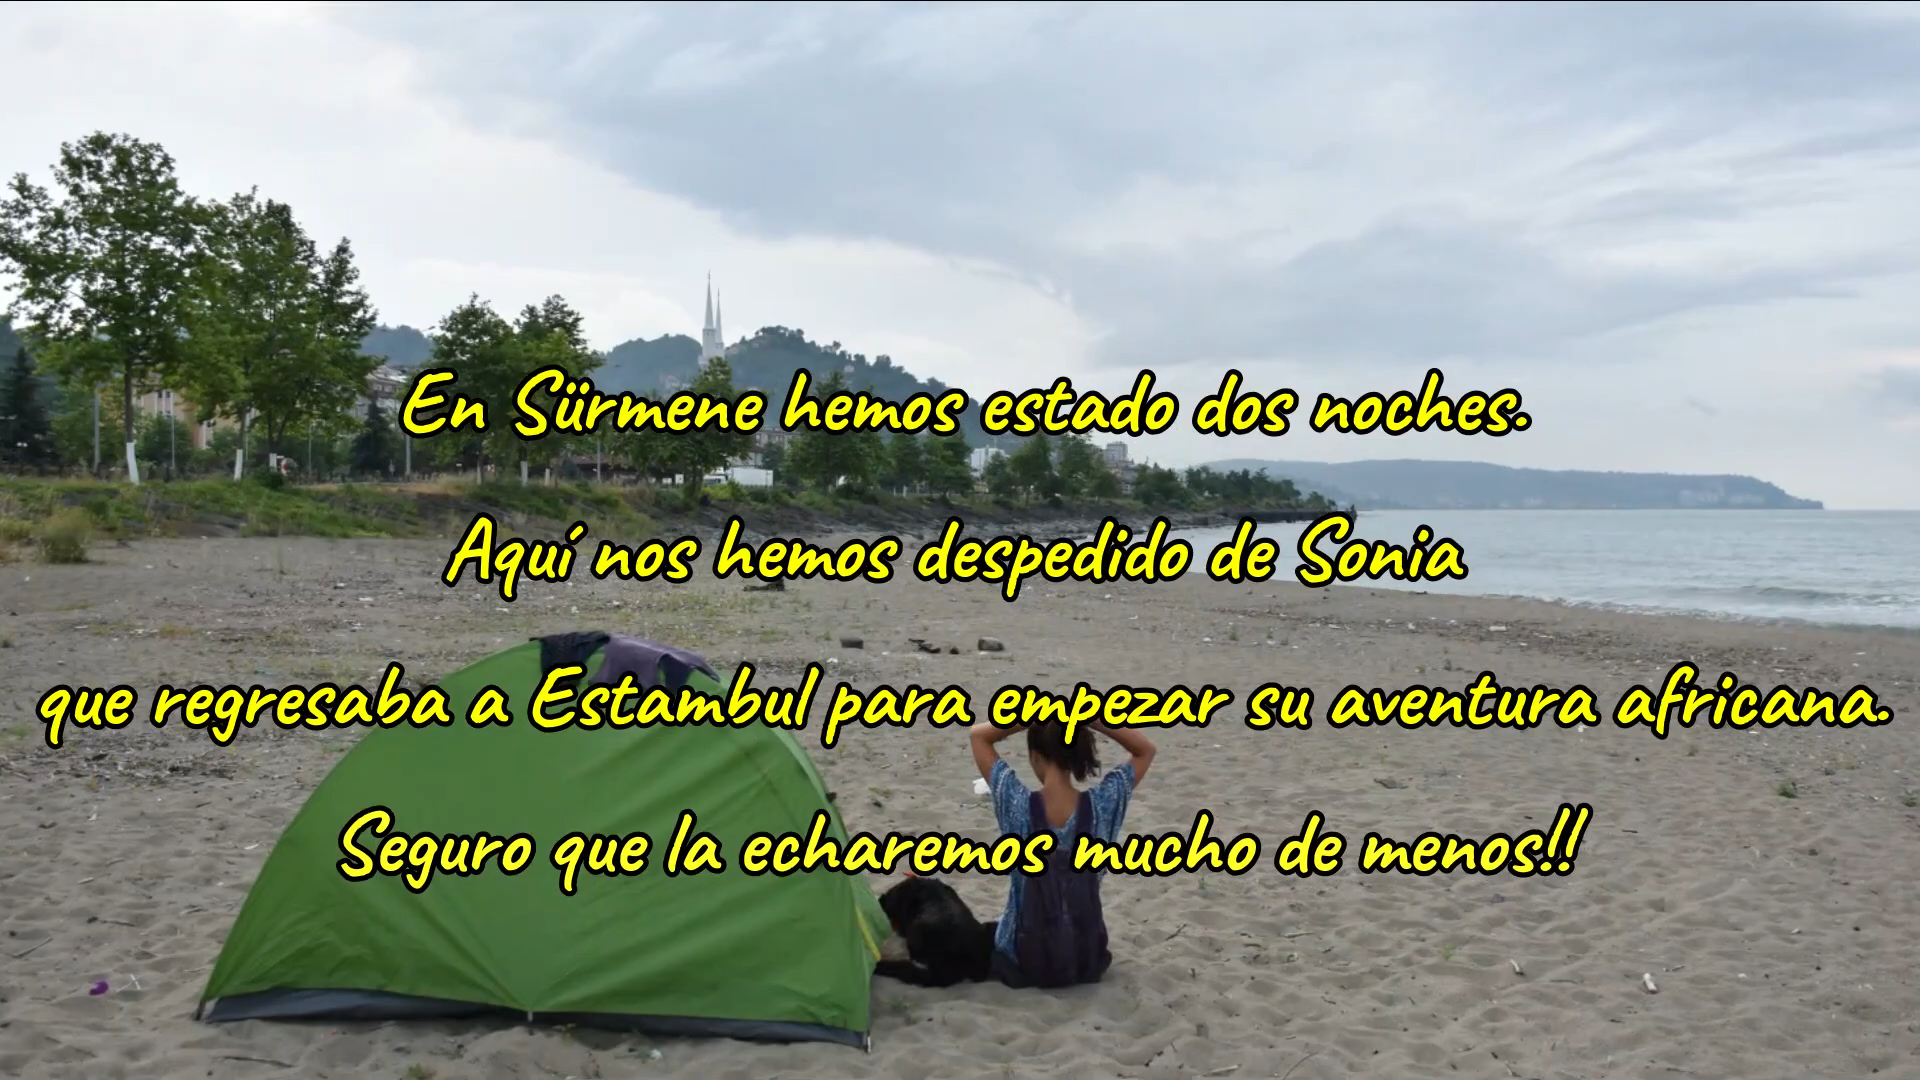 En Sürmene hemos estado dos noches.
Aquí nos hemos despedido de Sonia
que regresaba a Estambul para empezar su aventura africana.
Seguro que la echaremos mucho de menos!!